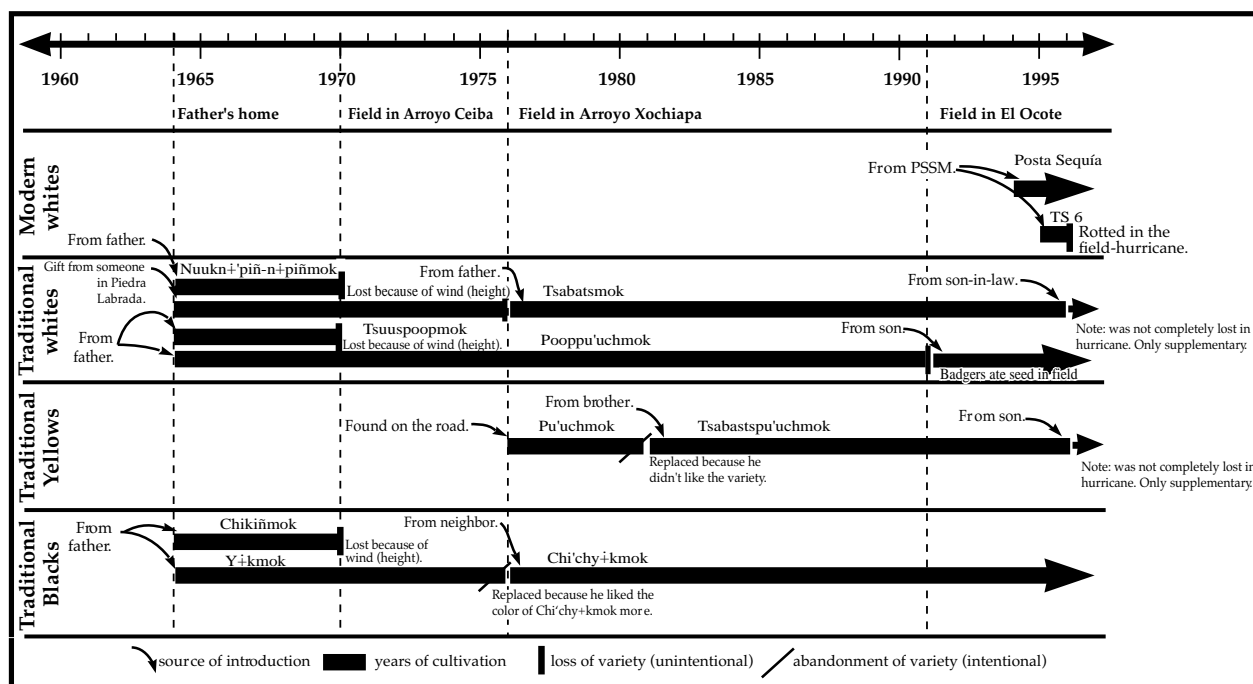 1960 1965 1970 1975 1980 1985 1990 1995
Father's home Field in Arroyo Ceiba Field in Arroyo Xochiapa Field in El Ocote
Modern
whites
From PSSM.
Posta Sequía
TS 6
Rotted in the
field-hurricane.
Traditional
whites
From father.
Gift from someone
in Piedra
Labrada.
From
father.
Nuukn+'piñ-n+piñmok
Lost because of wind (height)
From father.
Tsabatsmok
From son-in-law.
Tsuuspoopmok
Lost because of wind (height).
Pooppu'uchmok
From son.
Badgers ate seed in field
Note: was not completely lost in
hurricane. Only supplementary.
Traditional
Yellows
Found on the road.
Pu'uchmok
From brother.
Tsabastspu'uchmok
Replaced because he
didn't like the variety.
From son.
Note: was not completely lost in
hurricane. Only supplementary.
Traditional
Blacks
From
father.
Chikiñmok
Lost because of
wind (height).
Y+kmok
From neighbor.
Chi'chy+kmok
Replaced because he liked the
color of Chi'chy+kmok more.
source of introduction years of cultivation loss of variety (unintentional) abandonment of variety (intentional)